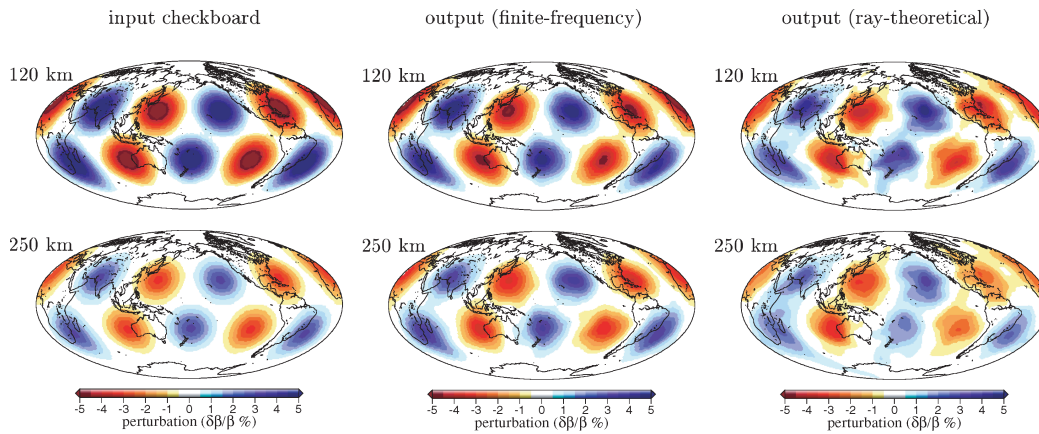 input checkboard
output (finite-frequency)
output (ray-theoretical)
120 km
120 km
120 km
250 km
250 km
250 km
-5 -4 -3 -2 -1 0 1 2 3 4 5
perturbation (δβ/β %)
-5 -4 -3 -2 -1 0 1 2 3 4 5
perturbation (δβ/β %)
-5 -4 -3 -2 -1 0 1 2 3 4 5
perturbation (δβ/β %)